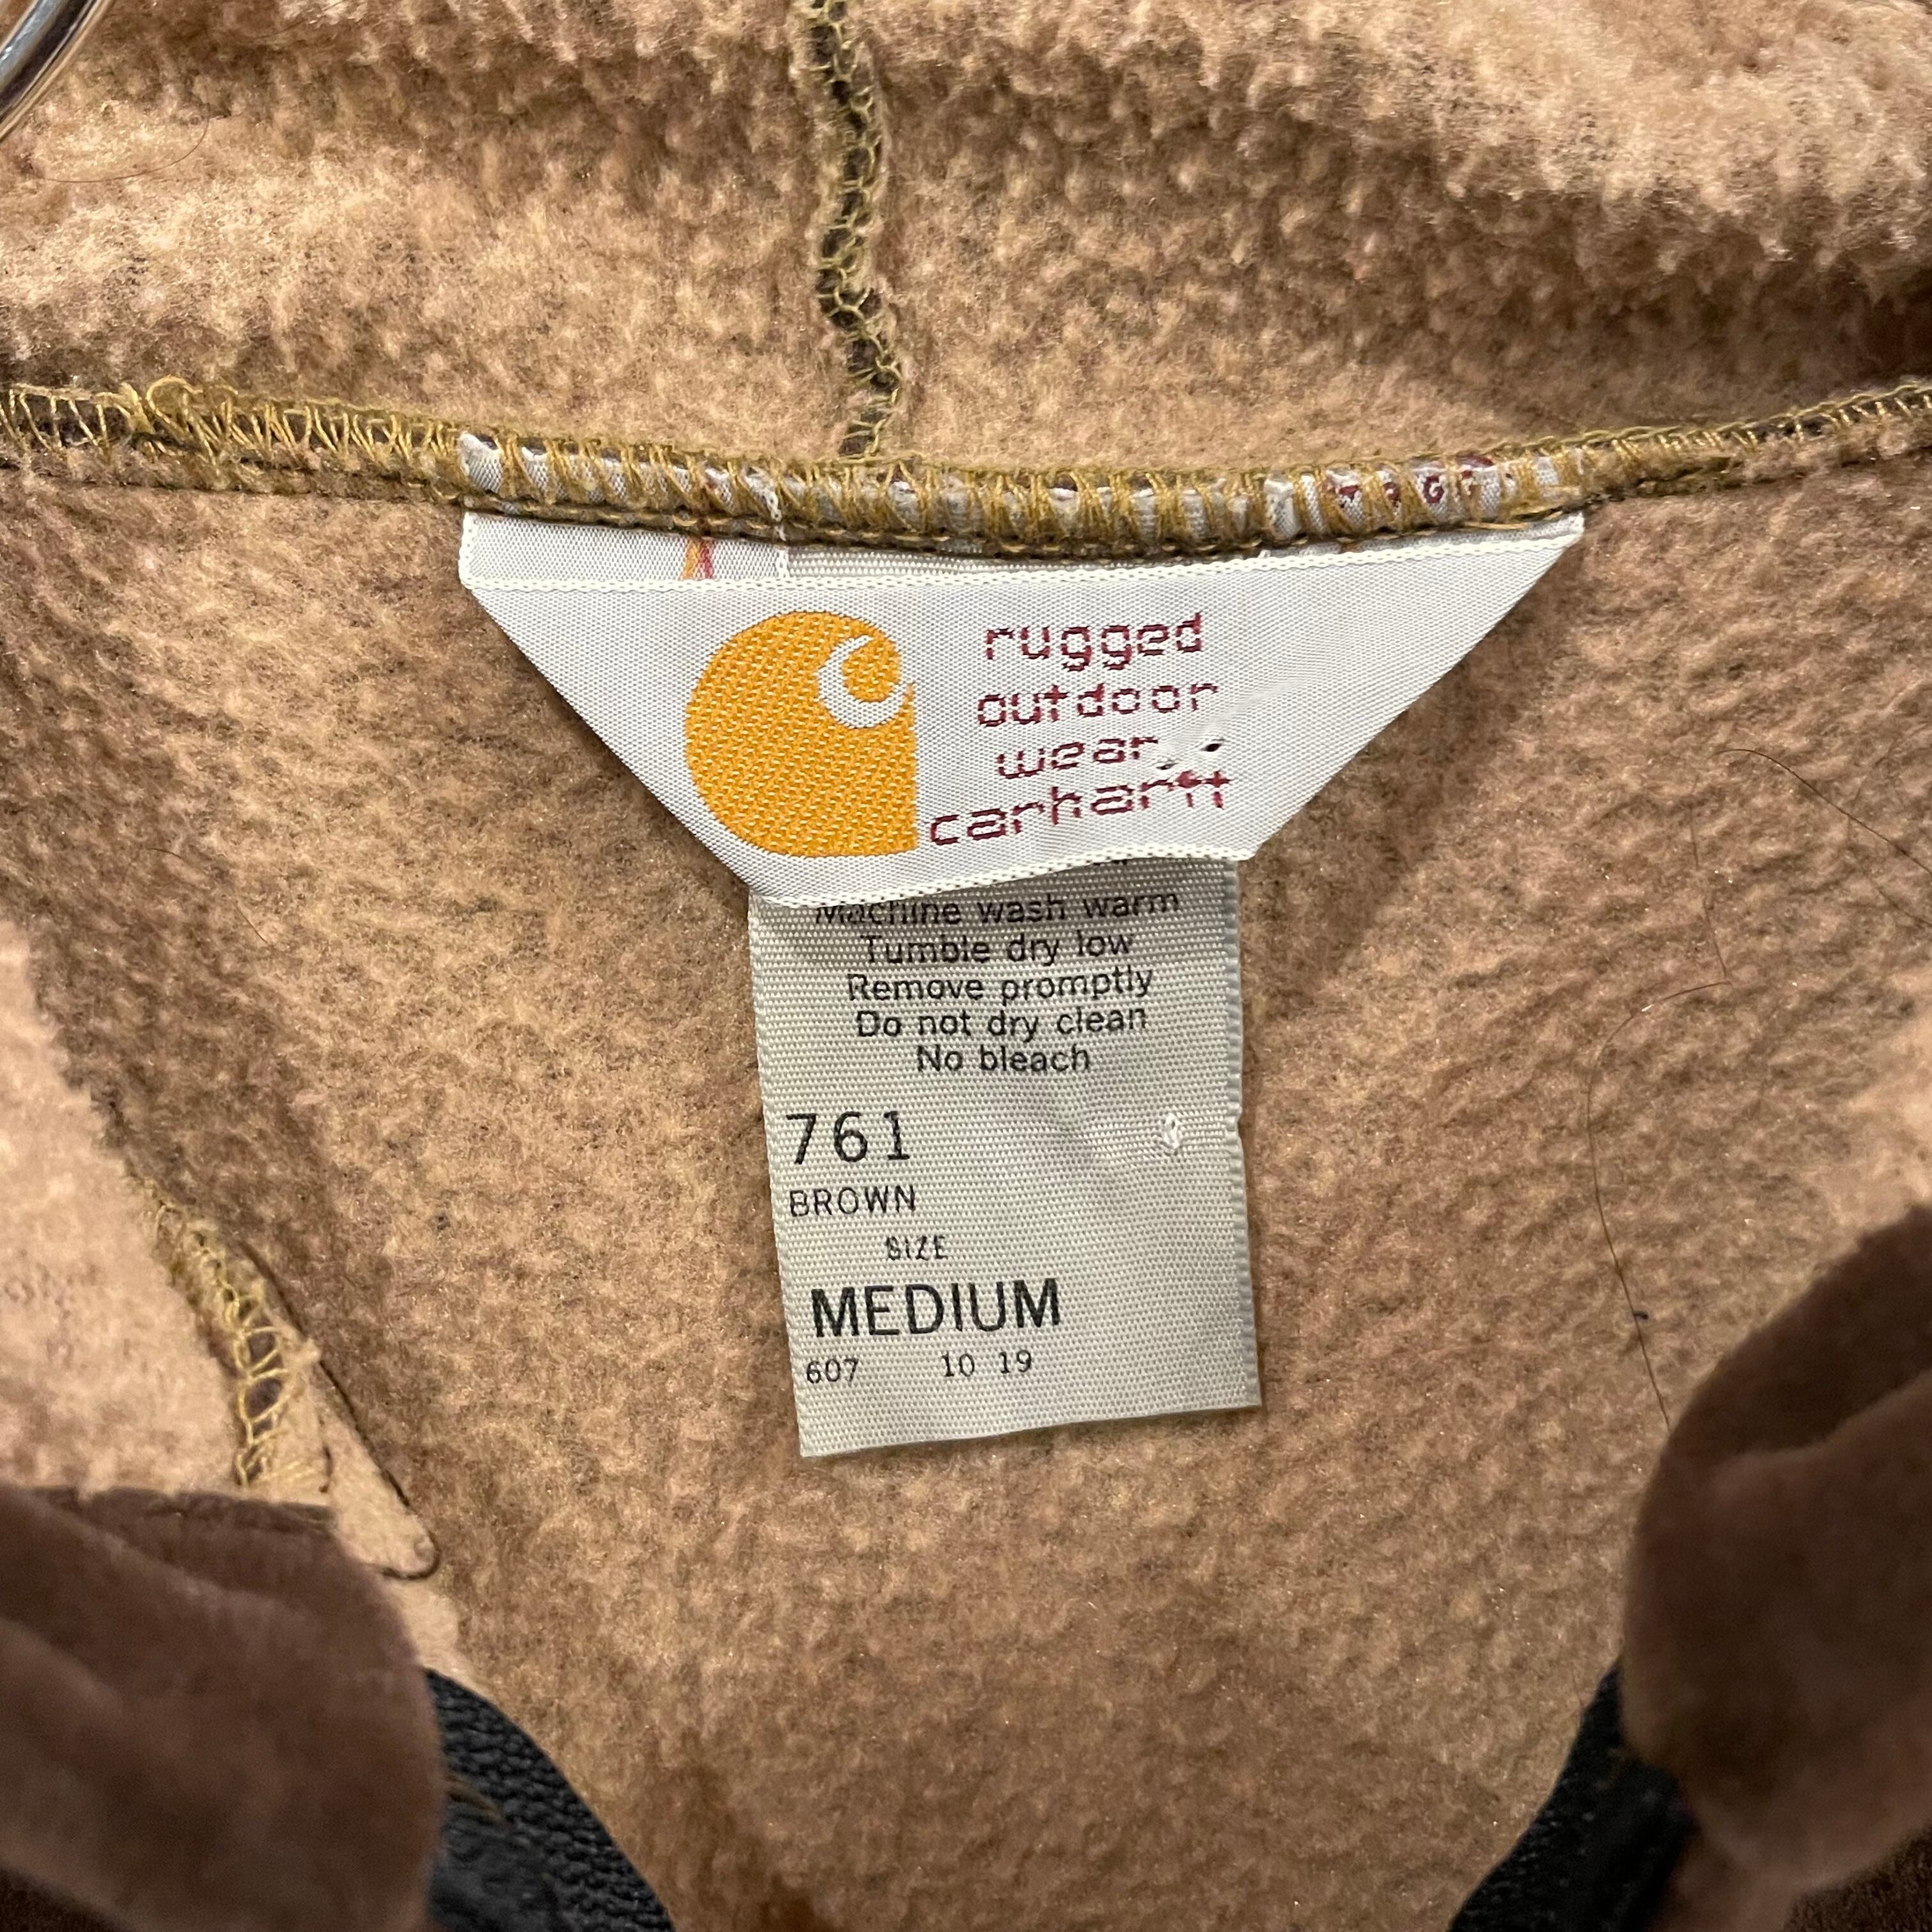 rugged
outdoor
wear
carhartt
Machine wash warm
Tumble dry low
Remove promptly
Do not dry clean
No bleach
761
BROWN
SIZE
MEDIUM
607 10 19